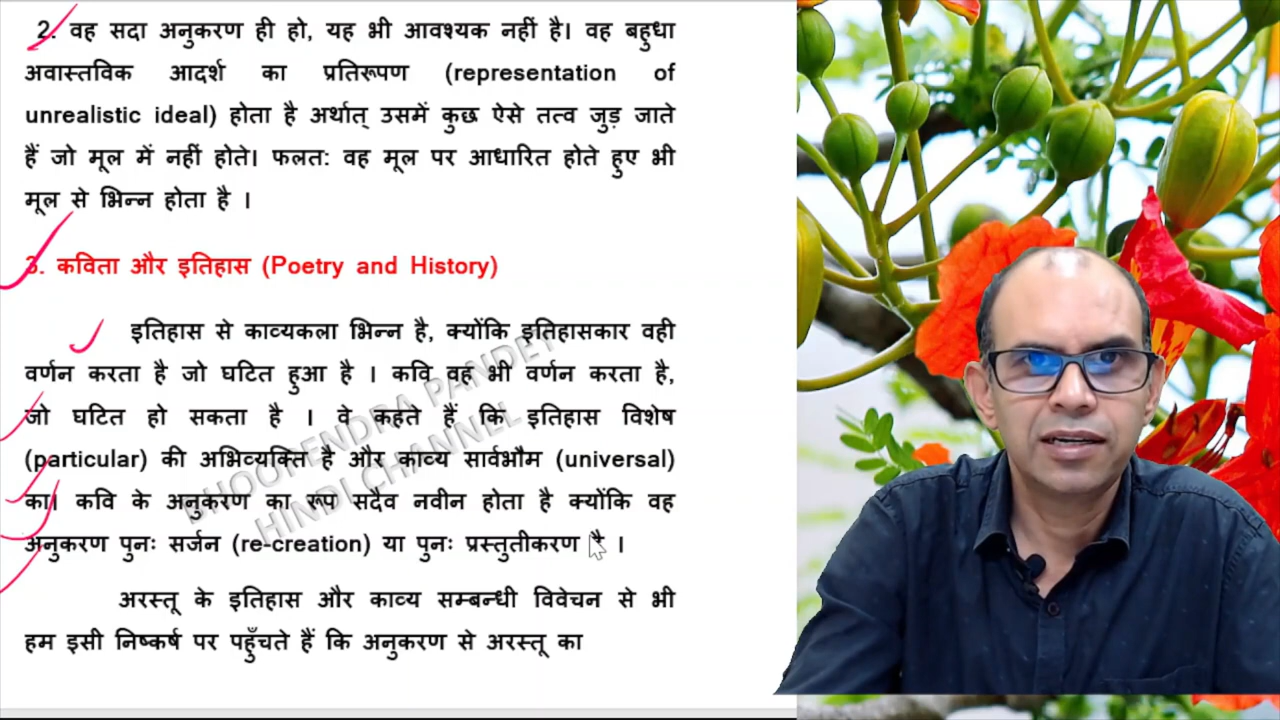 2. वह सदा अनुकरण ही हो, यह भी आवश्यक नहीं है। वह बहुधा
अवास्तविक आदर्श का प्रतिरूपण (representation of
unrealistic ideal) होता है अर्थात् उसमें कुछ ऐसे तत्व जुड़ जाते
हैं जो मूल में नहीं होते। फलत: वह मूल पर आधारित होते हुए भी
मूल से भिन्न होता है ।
3. कविता और इतिहास (Poetry and History)
इतिहास से काव्यकला भिन्न है, क्योंकि इतिहासकार वही
वर्णन करता है जो घटित हुआ है । कवि वह भी वर्णन करता है,
जो घटित हो सकता है । वे कहते हैं कि इतिहास विशेष
(particular) की अभिव्यक्ति है और काव्य सार्वभौम (universal)
का। कवि के अनुकरण का रूप सदैव नवीन होता है क्योंकि वह
अनुकरण पुनः सर्जन (re-creation) या पुनः प्रस्तुतीकरण है ।
अरस्तू के इतिहास और काव्य सम्बन्धी विवेचन से भी
हम इसी निष्कर्ष पर पहुँचते हैं कि अनुकरण से अरस्तू का
BHOOPENDRA PANDEY
HINDI CHANNEL